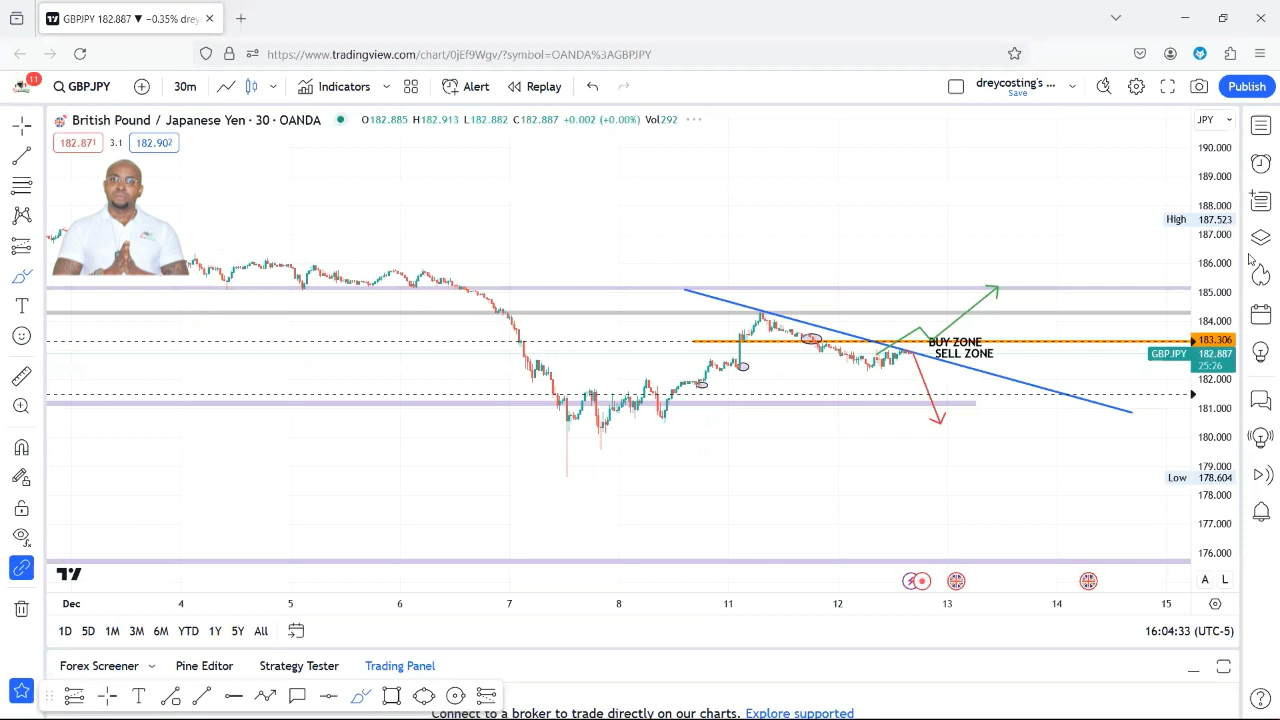 GBPJPY 182.887 ▼ −0.35% drey
https://www.tradingview.com/chart/0jEf9Wgv/?symbol=OANDA%3AGBPJPY
11
GBPJPY
30m
Indicators
Alert
Replay
dreycosting's ...
Save
Publish
British Pound / Japanese Yen · 30 · OANDA
O182.885 H182.913 L182.882 C182.887 +0.002 (+0.00%) Vol292
JPY
182.871
3.1
182.902
190.000
189.000
188.000
High 187.523
187.000
186.000
185.000
184.000
183.306
BUY ZONE
SELL ZONE
GBPJPY 182.887
25:26
182.000
181.000
180.000
179.000
Low 178.604
178.000
177.000
176.000
A L
Dec 4 5 6 7 8 11 12 13 14 15
1D 5D 1M 3M 6M YTD 1Y 5Y All
16:04:33 (UTC-5)
Forex Screener
Pine Editor
Strategy Tester
Trading Panel
Connect to a broker to trade directly on our charts. Explore supported